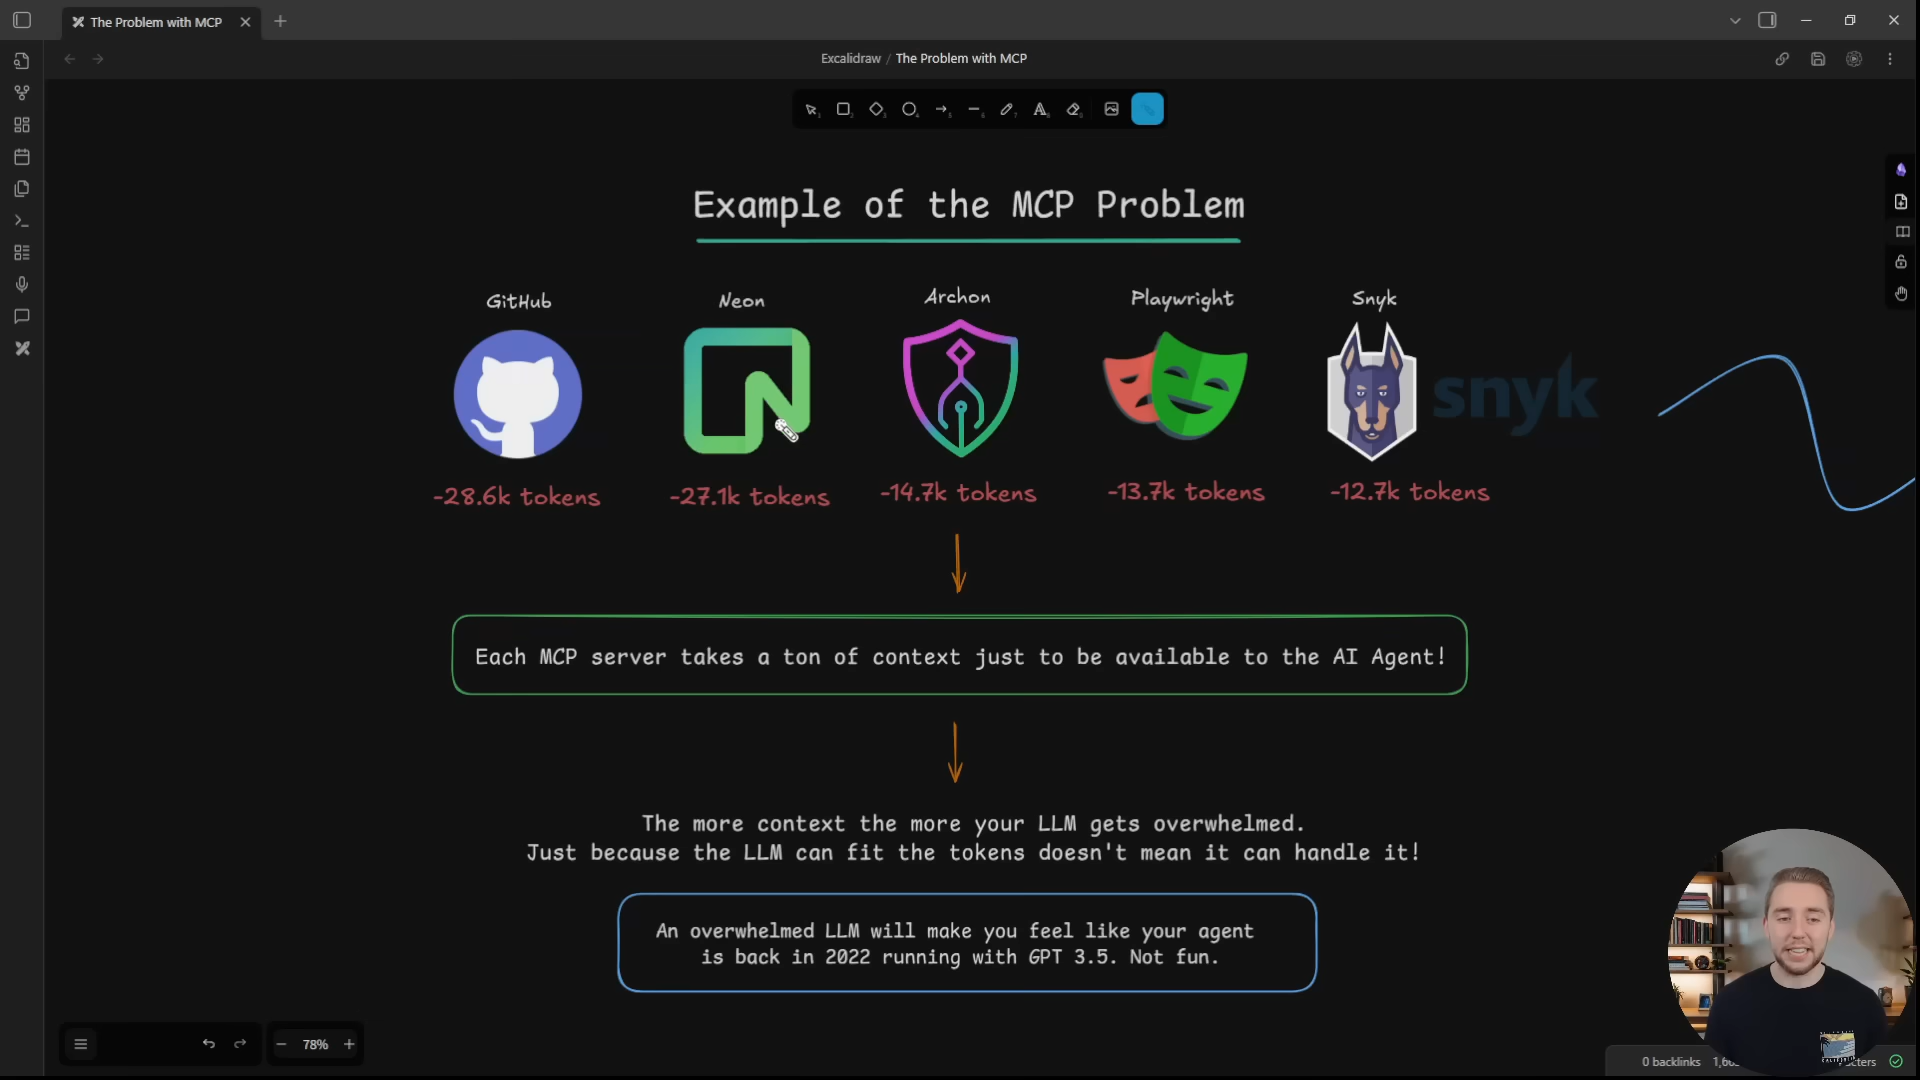 The Problem with MCP
Excalidraw / The Problem with MCP
Example of the MCP Problem
GitHub
Neon
Archon
Playwright
Snyk
snyk
-28.6k tokens
-27.1k tokens
-14.7k tokens
-13.7k tokens
-12.7k tokens
Each MCP server takes a ton of context just to be available to the AI Agent!
The more context the more your LLM gets overwhelmed.
Just because the LLM can fit the tokens doesn't mean it can handle it!
An overwhelmed LLM will make you feel like your agent
is back in 2022 running with GPT 3.5. Not fun.
78%
0 backlinks